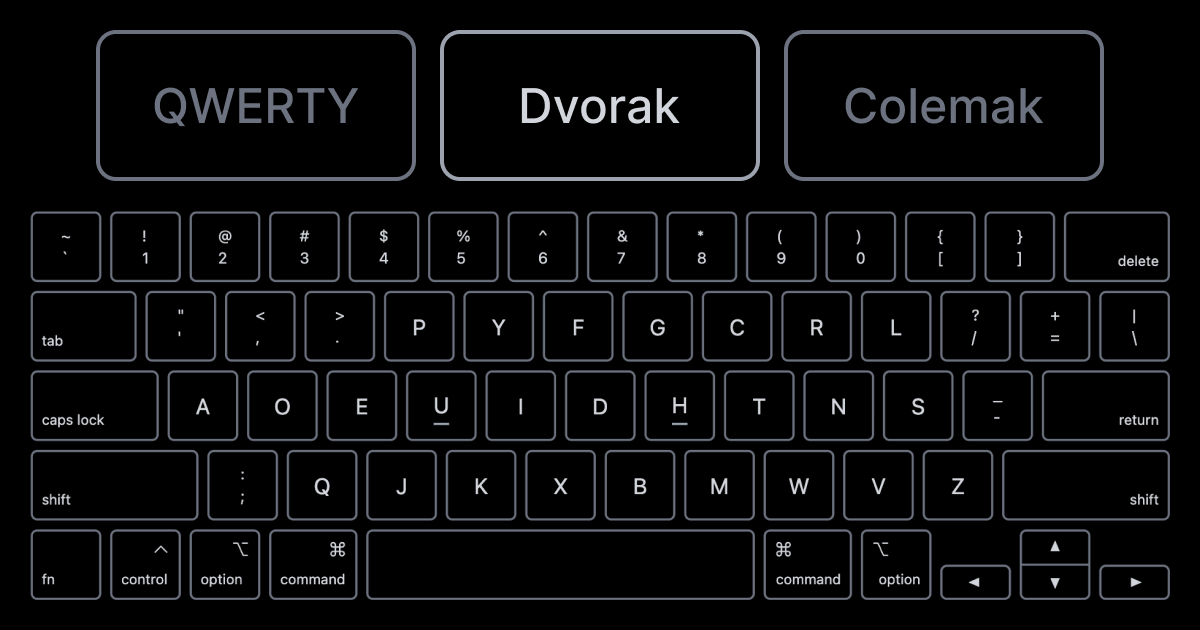 QWERTY Dvorak Colemak
~ ! @ # $ % ^ & * ( ) { }
` 1 2 3 4 5 6 7 8 9 0 [ ] delete
" < > P Y F G C R L ? + |
tab ' , . / = \
A O E U I D H T N S _
caps lock - return
: Q J K X B M W V Z
shift ; shift
^ ⌥ ⌘ ⌘ ⌥ ▲
fn control option command command option ◄ ▼ ►